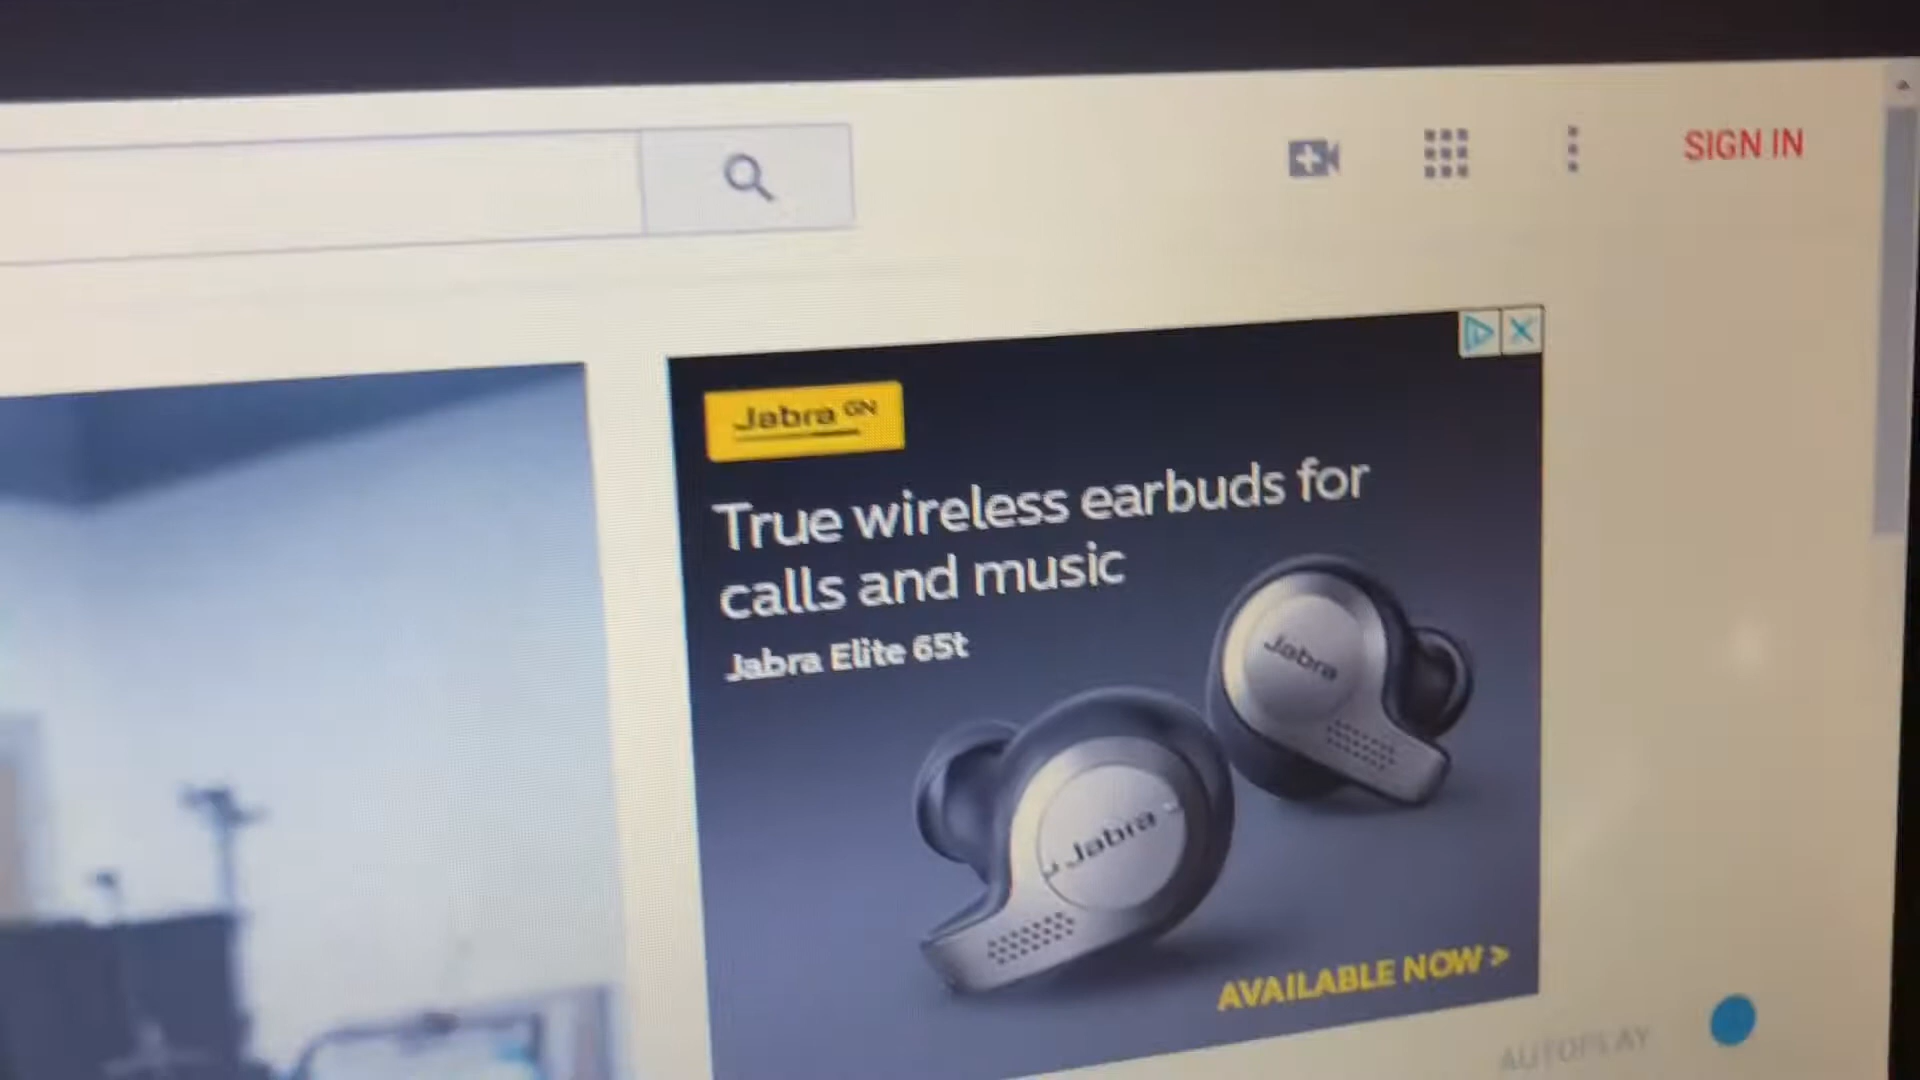 SIGN IN
Jabra GN
True wireless earbuds for
calls and music
Jabra Elite 65t
Jabra
Jabra
AVAILABLE NOW >
AUTOPLAY